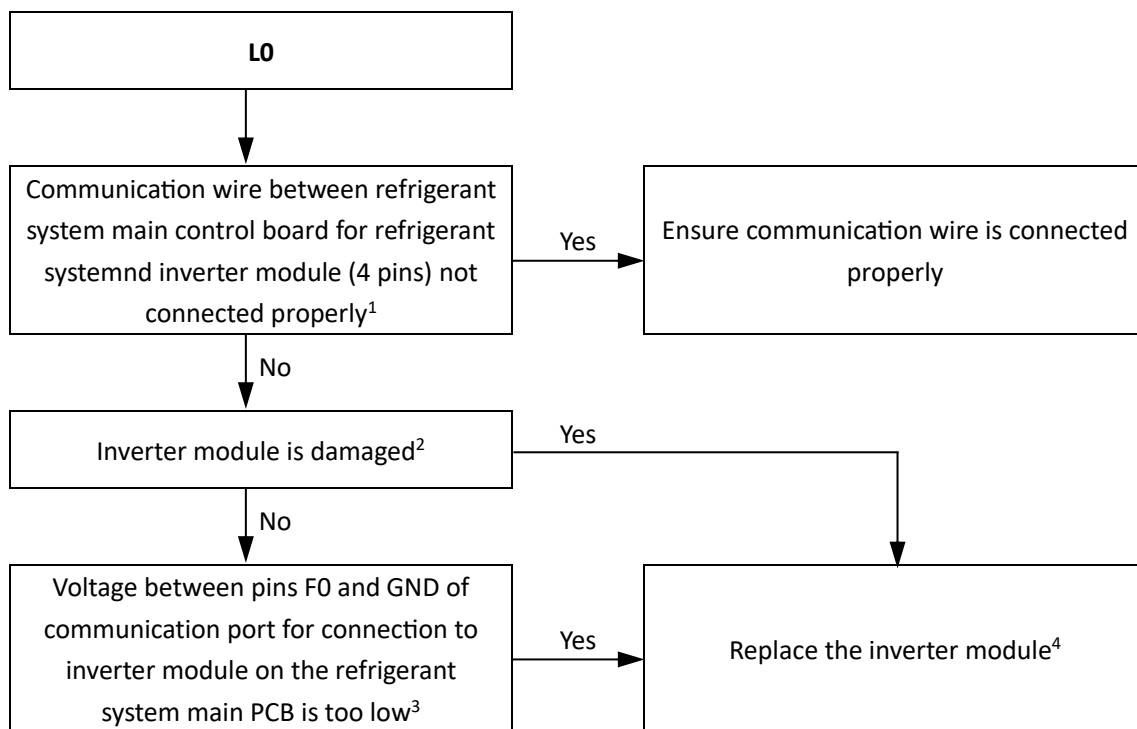 L0
Communication wire between refrigerant
system main control board for refrigerant
systemnd inverter module (4 pins) not
connected properly1
Yes
Ensure communication wire is connected
properly
No
Inverter module is damaged2
Yes
No
Voltage between pins F0 and GND of
communication port for connection to
inverter module on the refrigerant
system main PCB is too low3
Yes
Replace the inverter module4